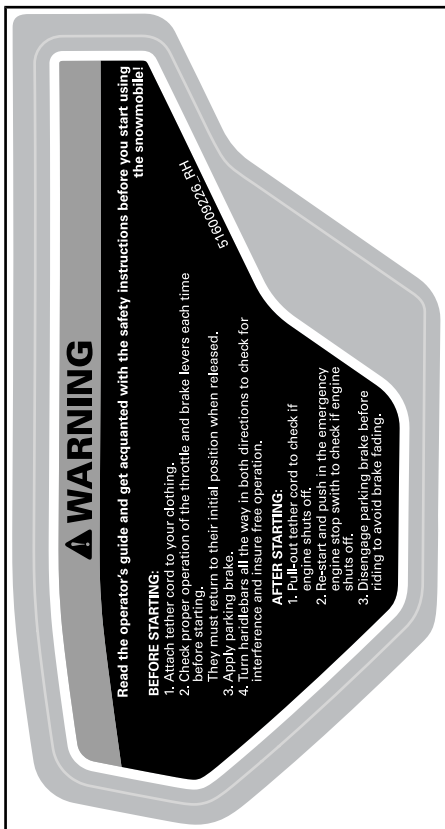 ⚠ WARNING
Read the operator's guide and get acquanted with the safety instructions before you start using
the snowmobile!
BEFORE STARTING:
1. Attach tether cord to your clothing.
2. Check proper operation of the throttle and brake levers each time
before starting.
They must return to their initial position when released.
3. Apply parking brake.
4. Turn haridlebars all the way in both directions to check for
interference and insure free operation.
AFTER STARTING:
1. Pull-out tether cord to check if
engine shuts off.
2. Re-start and push in the emergency
engine stop swith to check if engine
shuts off.
3. Disengage parking brake before
riding to avoid brake fading.
516009226_RH